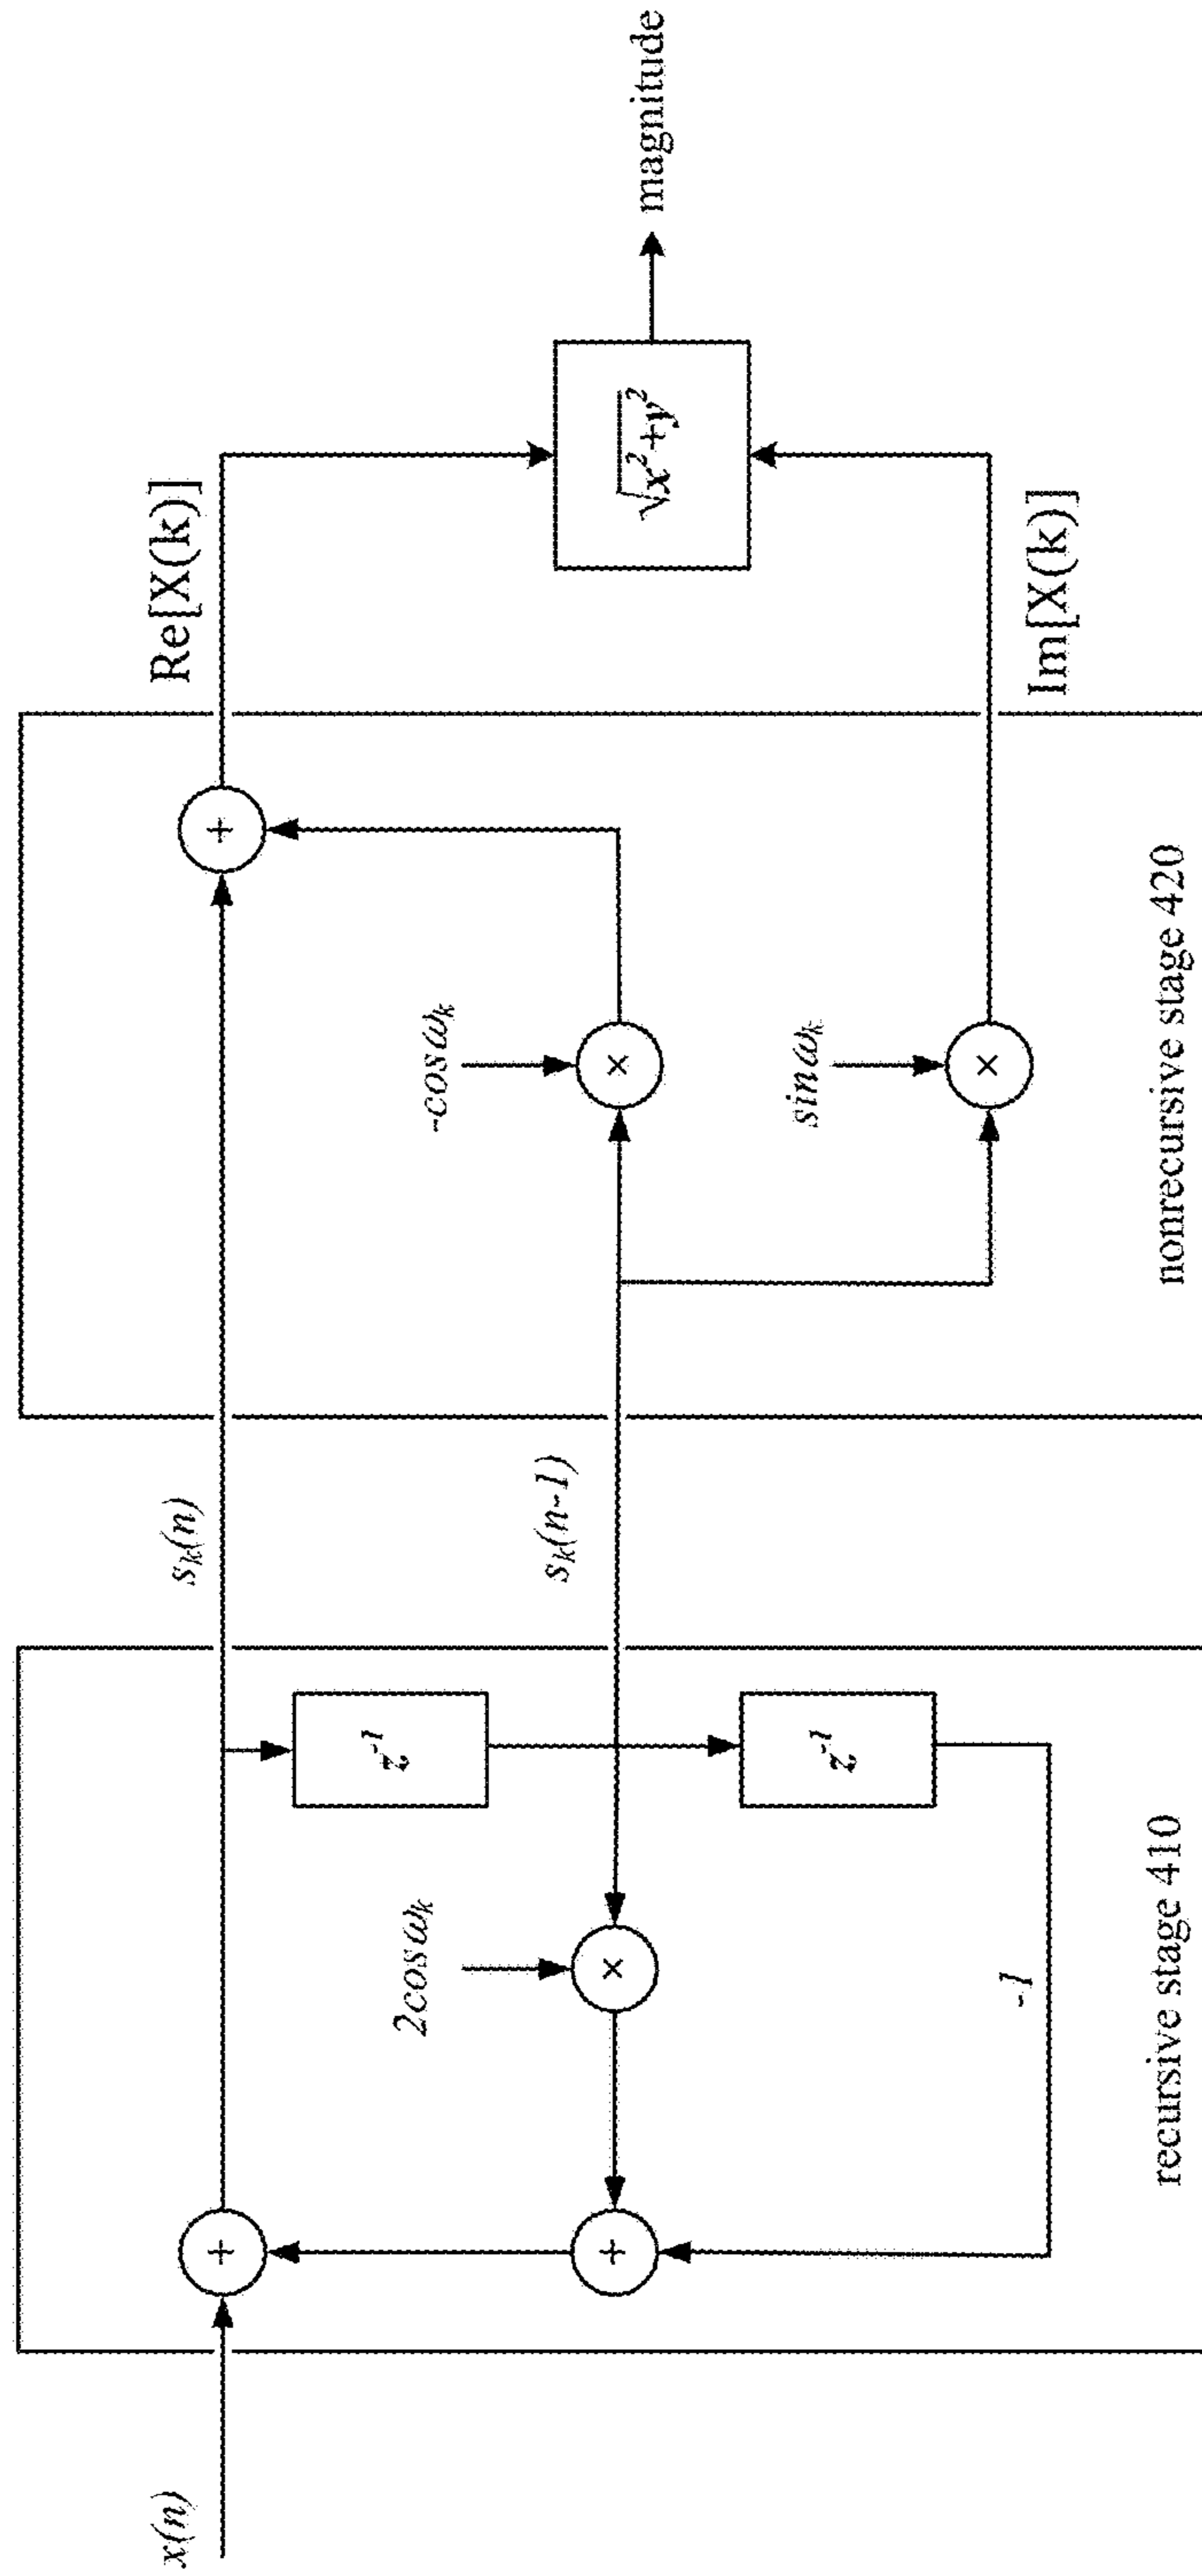 x(n)
+
+
2cosωₖ
×
-1
z⁻¹
z⁻¹
recursive stage 410
sₖ(n)
sₖ(n-1)
-cosωₖ
×
sinωₖ
×
+
nonrecursive stage 420
Re[X(k)]
Im[X(k)]
√x²+y²
magnitude